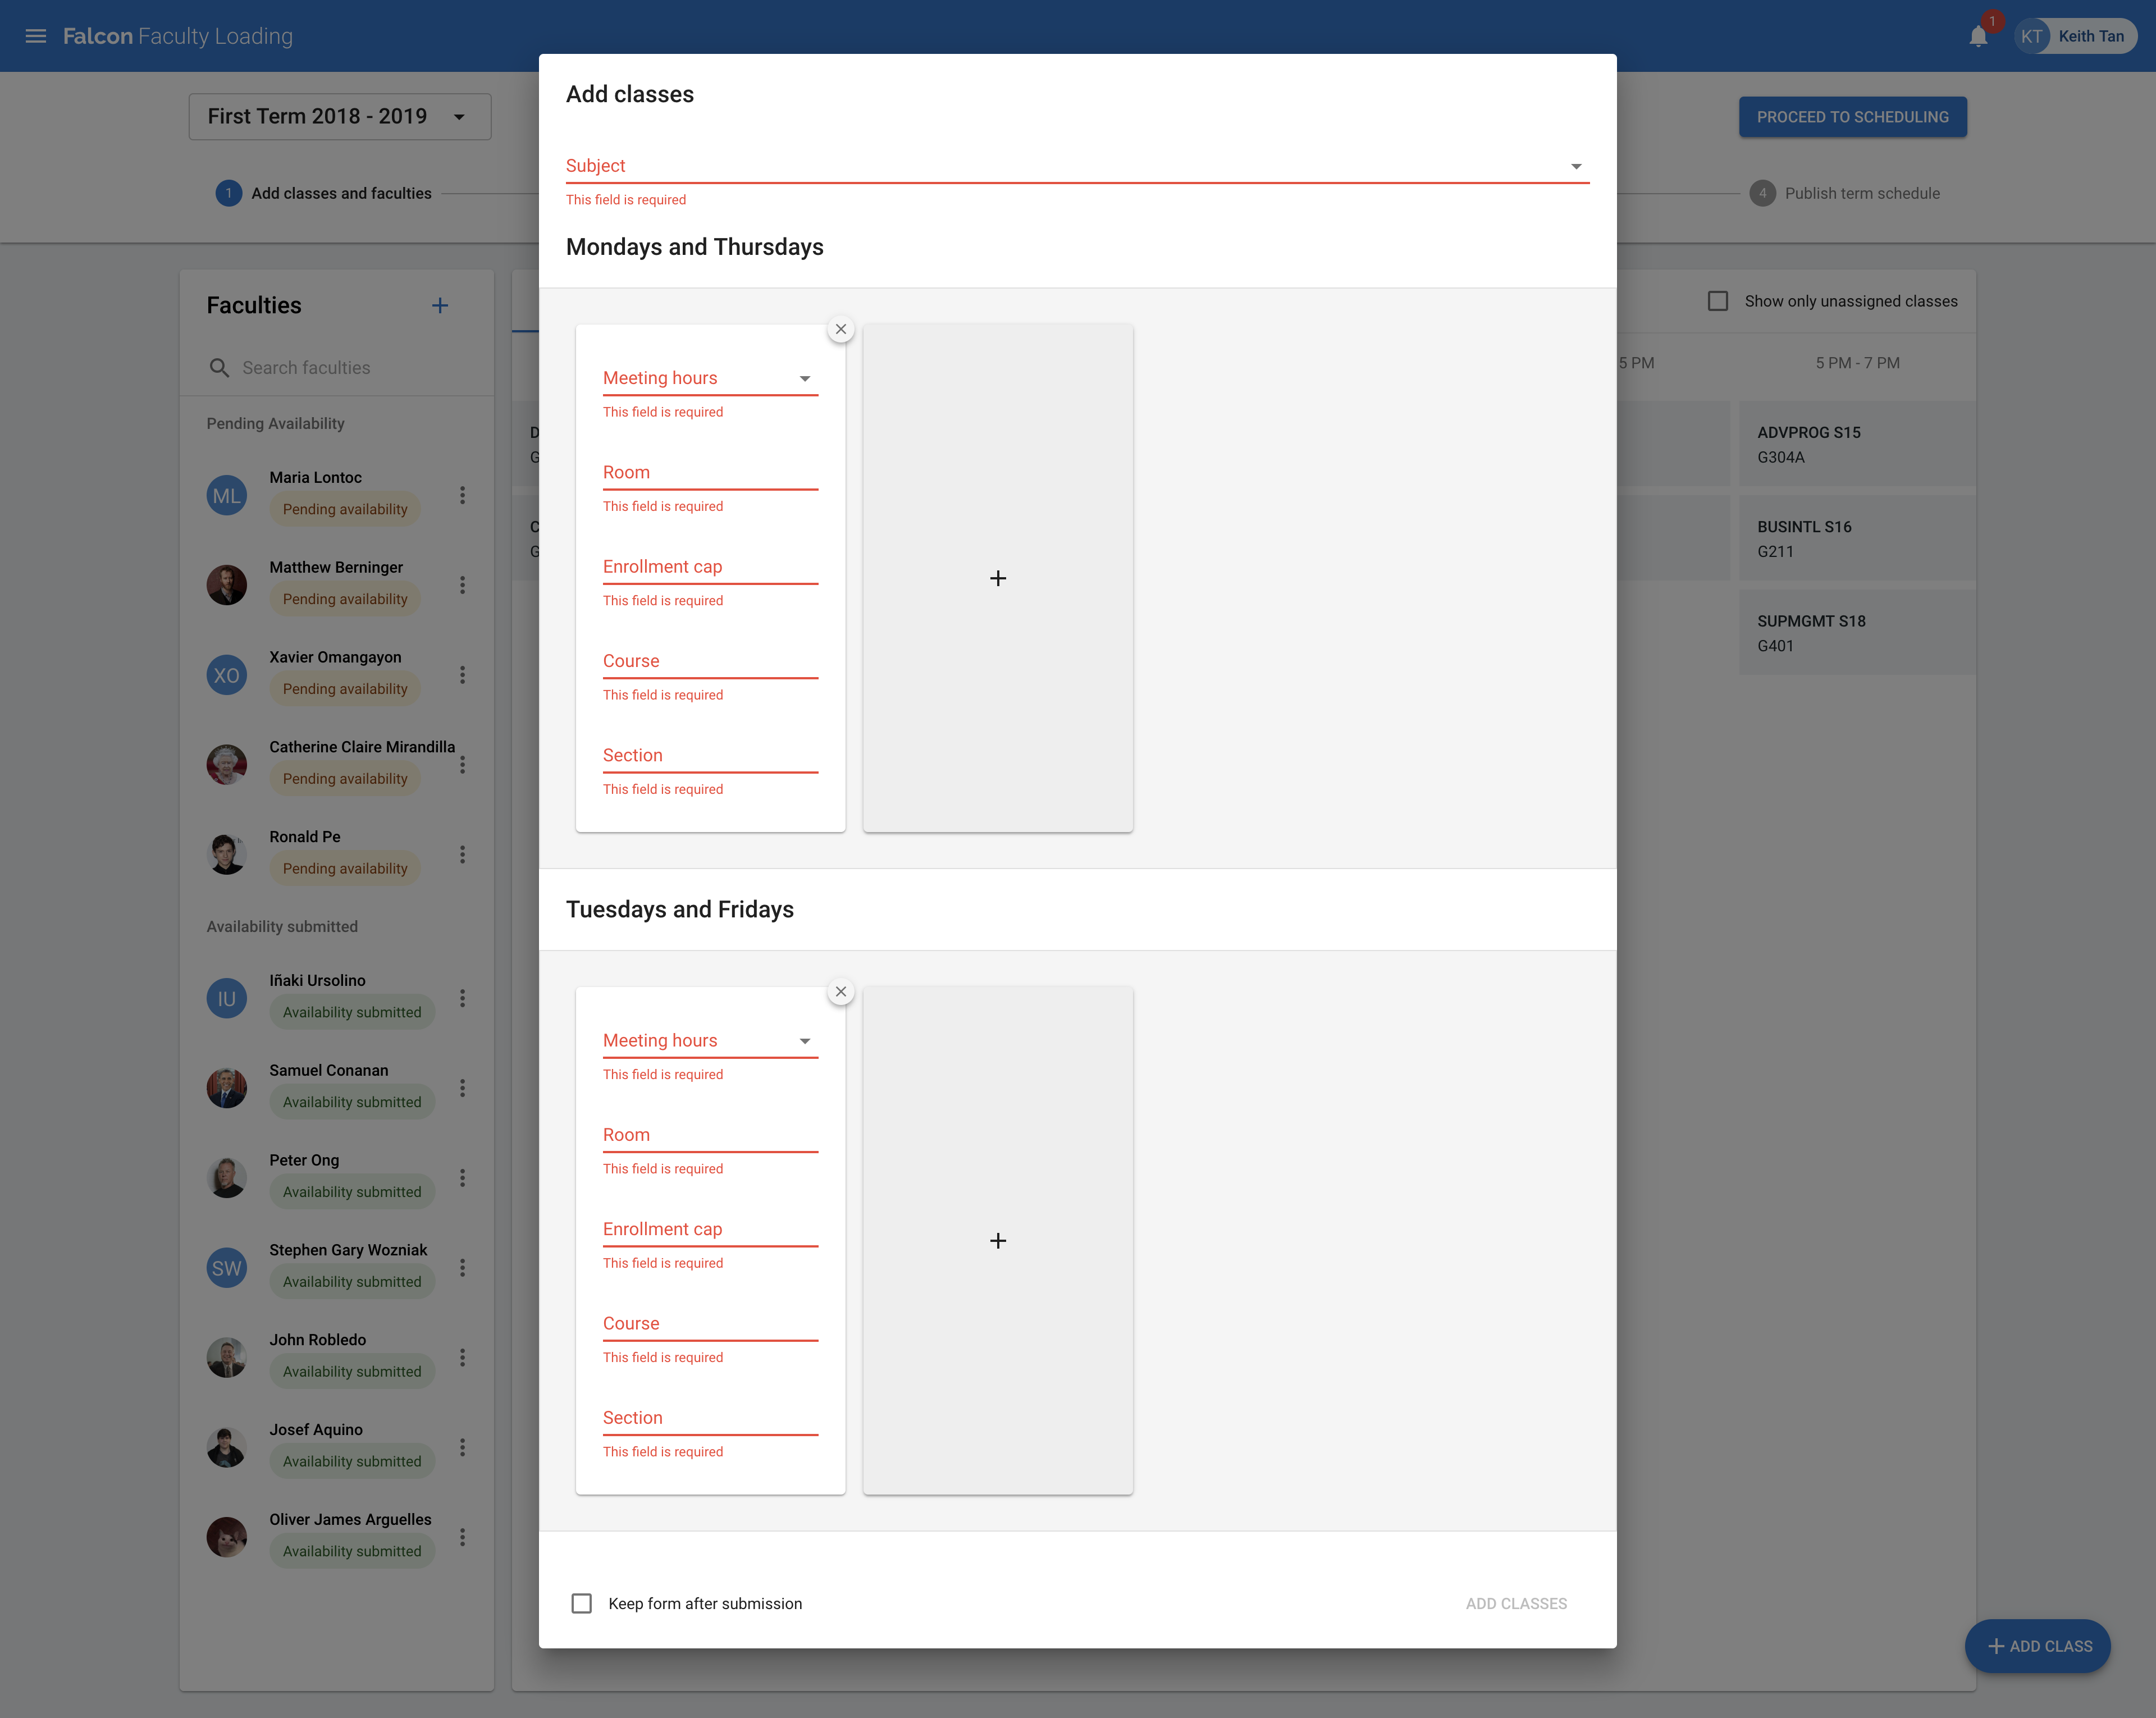 Falcon Faculty Loading
1
KT Keith Tan
First Term 2018 - 2019
PROCEED TO SCHEDULING
1 Add classes and faculties
4 Publish term schedule
Faculties
Search faculties
Pending Availability
ML
Maria Lontoc
Pending availability
Matthew Berninger
Pending availability
XO
Xavier Omangayon
Pending availability
Catherine Claire Mirandilla
Pending availability
Ronald Pe
Pending availability
Availability submitted
IU
Iñaki Ursolino
Availability submitted
Samuel Conanan
Availability submitted
Peter Ong
Availability submitted
SW
Stephen Gary Wozniak
Availability submitted
John Robledo
Availability submitted
Josef Aquino
Availability submitted
Oliver James Arguelles
Availability submitted
D
G
C
G
Add classes
Subject
This field is required
Mondays and Thursdays
Meeting hours
This field is required
Room
This field is required
Enrollment cap
This field is required
Course
This field is required
Section
This field is required
Tuesdays and Fridays
Meeting hours
This field is required
Room
This field is required
Enrollment cap
This field is required
Course
This field is required
Section
This field is required
Keep form after submission
ADD CLASSES
Show only unassigned classes
5 PM
5 PM - 7 PM
ADVPROG S15
G304A
BUSINTL S16
G211
SUPMGMT S18
G401
ADD CLASS